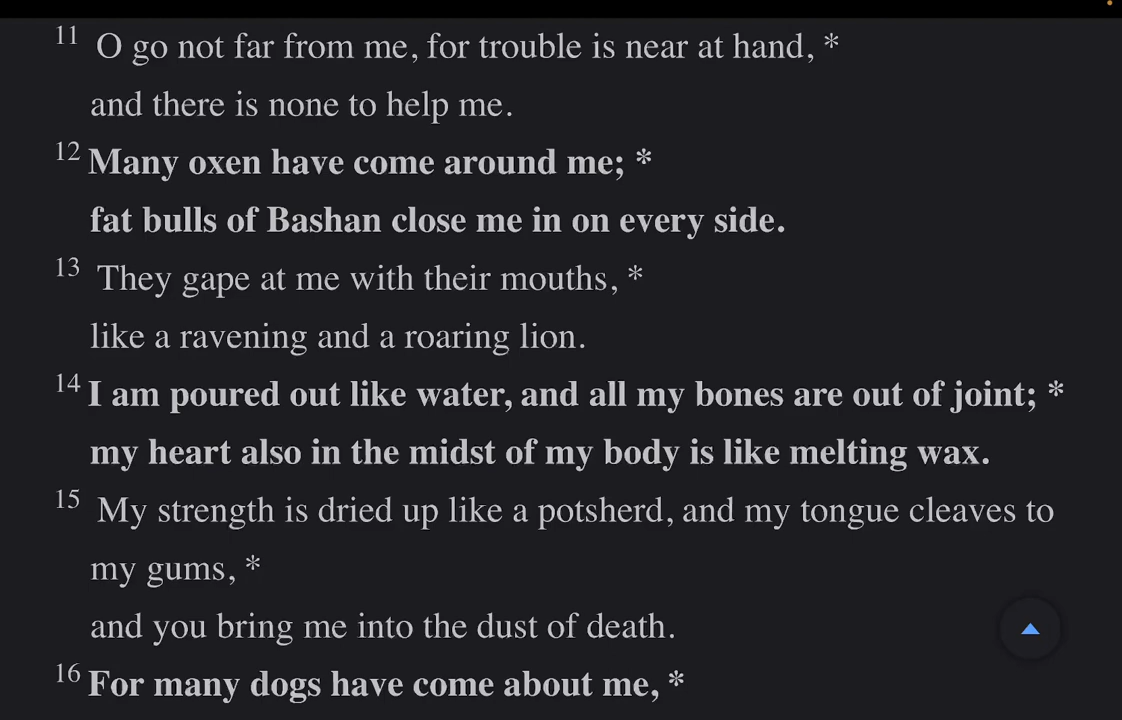 11 O go not far from me, for trouble is near at hand, *
and there is none to help me.
12 Many oxen have come around me; *
fat bulls of Bashan close me in on every side.
13 They gape at me with their mouths, *
like a ravening and a roaring lion.
14 I am poured out like water, and all my bones are out of joint; *
my heart also in the midst of my body is like melting wax.
15 My strength is dried up like a potsherd, and my tongue cleaves to
my gums, *
and you bring me into the dust of death.
16 For many dogs have come about me, *